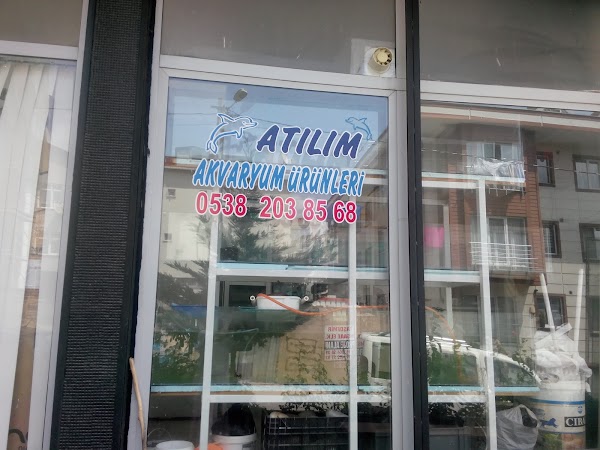 ATILIM
AKVARYUM ÜRÜNLERİ
0538 203 85 68